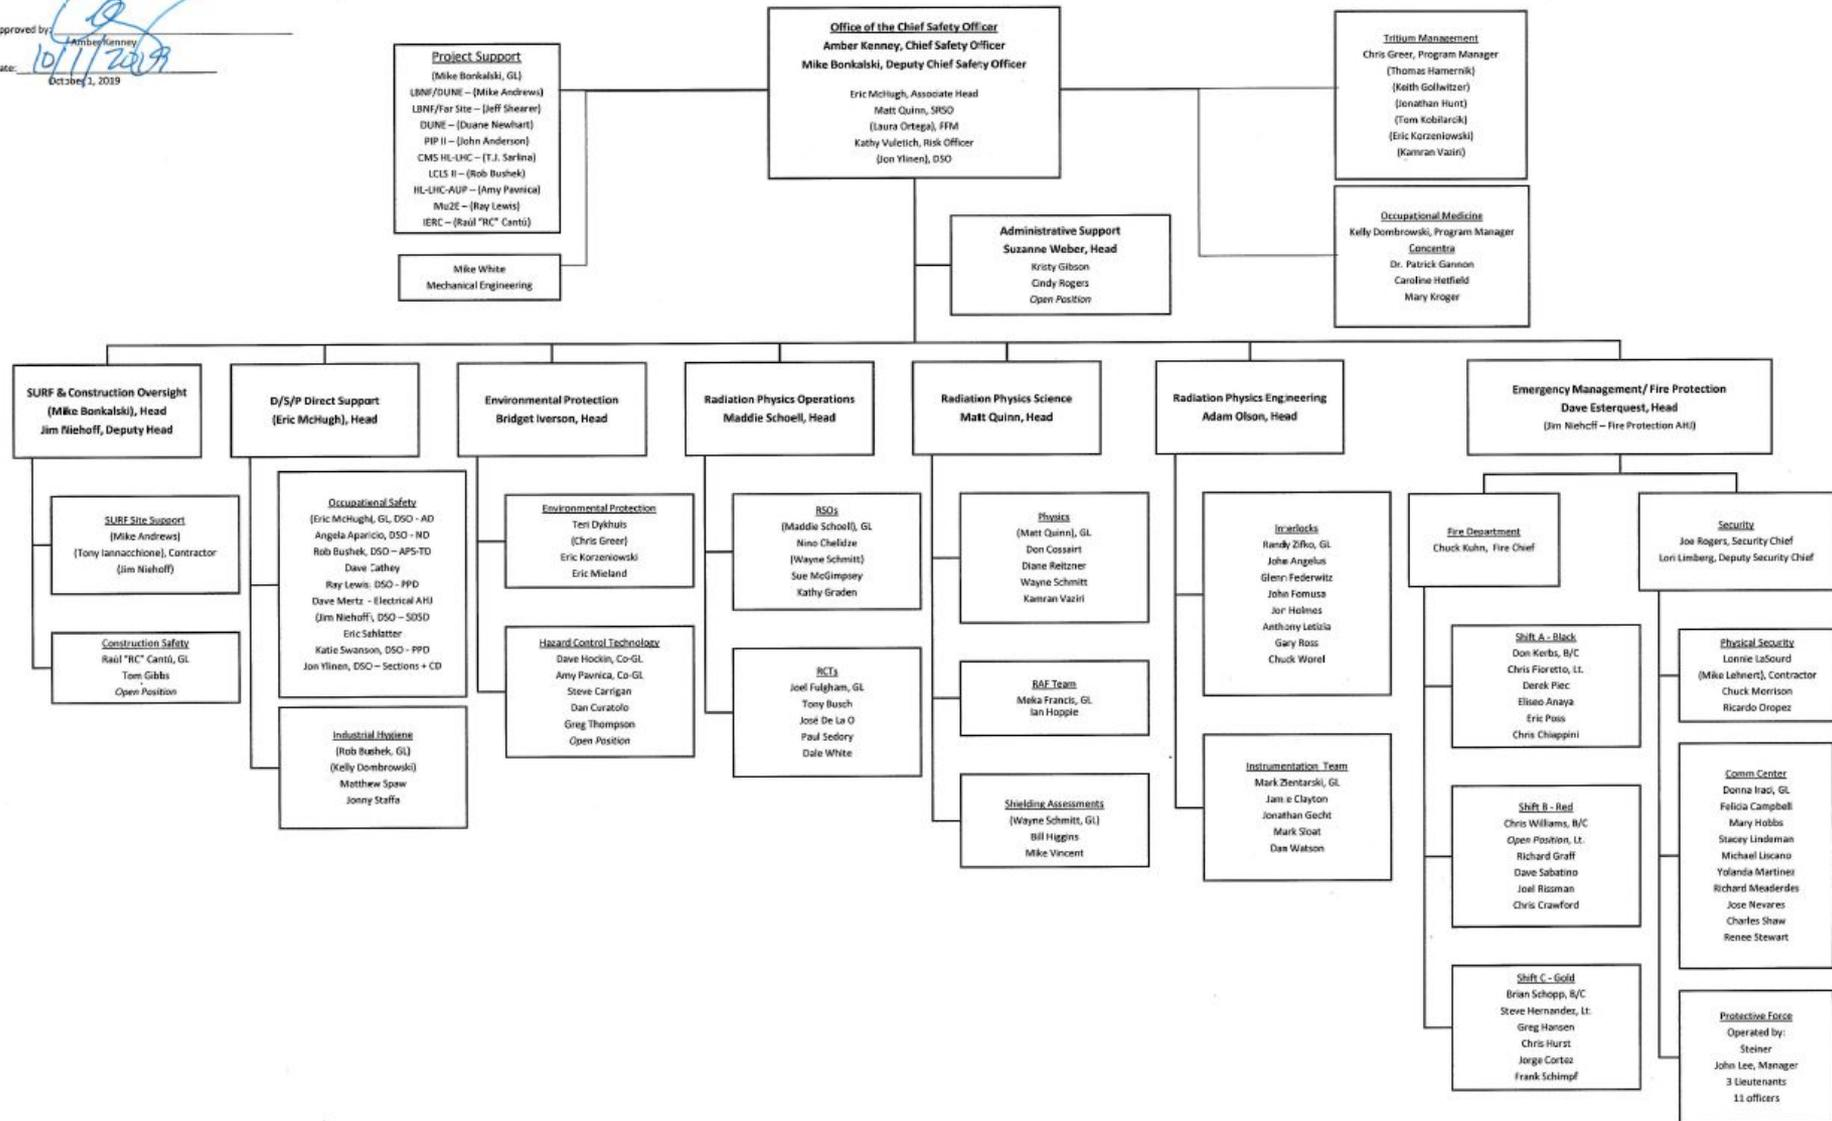 pproved by:
Amber Kenney
ate: 10/1/2019
October 1, 2019
Project Support
(Mike Bonkalski, GL)
LBNF/DUNE – (Mike Andrews)
LBNF/Far Site – (Jeff Shearer)
DUNE – (Duane Newhart)
PIP II – (John Anderson)
CMS HL-LHC – (T.J. Sarlina)
LCLS II – (Rob Bushek)
HL-LHC-AUP – (Amy Pavnica)
Mu2E – (Ray Lewis)
IERC – (Raúl "RC" Cantú)
Mike White
Mechanical Engineering
Office of the Chief Safety Officer
Amber Kenney, Chief Safety Officer
Mike Bonkalski, Deputy Chief Safety Officer
Eric McHugh, Associate Head
Matt Quinn, SRSO
(Laura Ortega), FFM
Kathy Vuletich, Risk Officer
(Jon Ylinen), DSO
Tritium Management
Chris Greer, Program Manager
(Thomas Hamernik)
(Keith Gollwitzer)
(Jonathan Hunt)
(Tom Kobilarcik)
(Eric Korzeniowski)
(Kamran Vaziri)
Occupational Medicine
Kelly Dombrowski, Program Manager
Concentra
Dr. Patrick Gannon
Caroline Hetfield
Mary Kroger
Administrative Support
Suzanne Weber, Head
Kristy Gibson
Cindy Rogers
Open Position
SURF & Construction Oversight
(Mike Bonkalski), Head
Jim Niehoff, Deputy Head
SURF Site Support
(Mike Andrews)
(Tony Iannacchione), Contractor
(Jim Niehoff)
Construction Safety
Raúl "RC" Cantú, GL
Tom Gibbs
Open Position
D/S/P Direct Support
(Eric McHugh), Head
Occupational Safety
(Eric McHugh), GL, DSO - AD
Angela Aparicio, DSO - ND
Rob Bushek, DSO – APS-TD
Dave Cathey
Ray Lewis, DSO - PPD
Dave Mertz - Electrical AHJ
(Jim Niehoff), DSO – SDSD
Eric Sahlatter
Katie Swanson, DSO - PPD
Jon Ylinen, DSO – Sections + CD
Industrial Hygiene
(Rob Bushek, GL)
(Kelly Dombrowski)
Matthew Spaw
Jonny Staffa
Environmental Protection
Bridget Iverson, Head
Environmental Protection
Teri Dykhuis
(Chris Greer)
Eric Korzeniowski
Eric Mieland
Hazard Control Technology
Dave Hockin, Co-GL
Amy Pavnica, Co-GL
Steve Carrigan
Dan Curatolo
Greg Thompson
Open Position
Radiation Physics Operations
Maddie Schoell, Head
RSOs
(Maddie Schoell), GL
Nino Chelidze
(Wayne Schmitt)
Sue McGimpsey
Kathy Graden
RCTs
Joel Fulgham, GL
Tony Busch
José De La O
Paul Sedory
Dale White
Radiation Physics Science
Matt Quinn, Head
Physics
(Matt Quinn), GL
Don Cossairt
Diane Reitzner
Wayne Schmitt
Kamran Vaziri
RAF Team
Meka Francis, GL
Ian Hoppie
Shielding Assessments
(Wayne Schmitt, GL)
Bill Higgins
Mike Vincent
Radiation Physics Engineering
Adam Olson, Head
Interlocks
Randy Zifko, GL
John Angelus
Glenn Federwitz
John Fomusa
Jon Holmes
Anthony Letizia
Gary Ross
Chuck Worel
Instrumentation Team
Mark Zientarski, GL
Jamie Clayton
Jonathan Gecht
Mark Sloat
Dan Watson
Emergency Management/ Fire Protection
Dave Esterquest, Head
(Jim Niehoff – Fire Protection AHJ)
Fire Department
Chuck Kuhn, Fire Chief
Shift A - Black
Don Kerbs, B/C
Chris Fioretto, Lt.
Derek Piec
Eliseo Anaya
Eric Poss
Chris Chiappini
Shift B - Red
Chris Williams, B/C
Open Position, Lt.
Richard Graff
Dave Sabatino
Joel Rissman
Chris Crawford
Shift C - Gold
Brian Schopp, B/C
Steve Hernandez, Lt.
Greg Hansen
Chris Hurst
Jorge Cortez
Frank Schimpf
Security
Joe Rogers, Security Chief
Lori Limberg, Deputy Security Chief
Physical Security
Lonnie LaSourd
(Mike Lehnert), Contractor
Chuck Morrison
Ricardo Oropez
Comm Center
Donna Iraci, GL
Felicia Campbell
Mary Hobbs
Stacey Lindeman
Michael Liscano
Yolanda Martinez
Richard Meaderdes
Jose Nevares
Charles Shaw
Renee Stewart
Protective Force
Operated by:
Steiner
John Lee, Manager
3 Lieutenants
11 officers